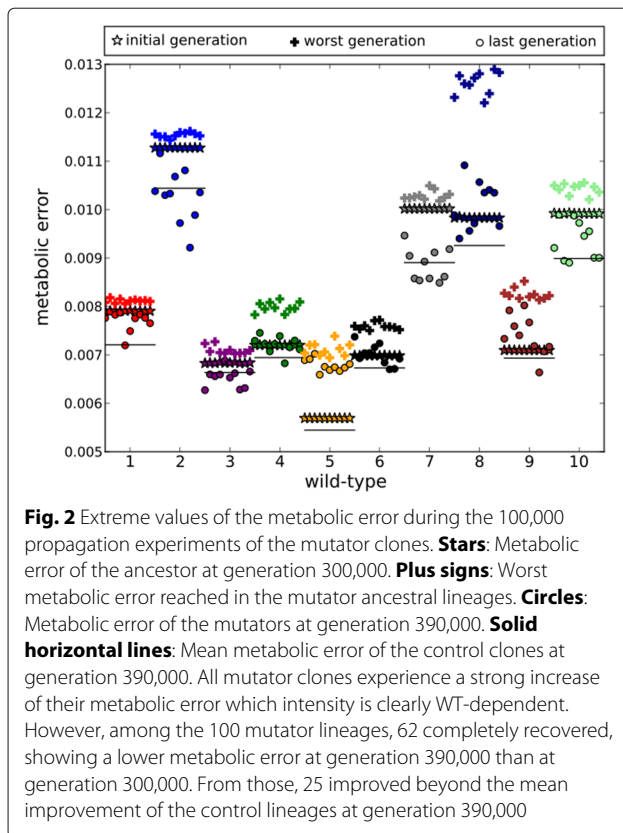 initial generation worst generation last generation
0.013
0.012
0.011
0.010
0.009
0.008
0.007
0.006
0.005
metabolic error
1 2 3 4 5 6 7 8 9 10
wild-type
Fig. 2 Extreme values of the metabolic error during the 100,000
propagation experiments of the mutator clones. Stars: Metabolic
error of the ancestor at generation 300,000. Plus signs: Worst
metabolic error reached in the mutator ancestral lineages. Circles:
Metabolic error of the mutators at generation 390,000. Solid
horizontal lines: Mean metabolic error of the control clones at
generation 390,000. All mutator clones experience a strong increase
of their metabolic error which intensity is clearly WT-dependent.
However, among the 100 mutator lineages, 62 completely recovered,
showing a lower metabolic error at generation 390,000 than at
generation 300,000. From those, 25 improved beyond the mean
improvement of the control lineages at generation 390,000